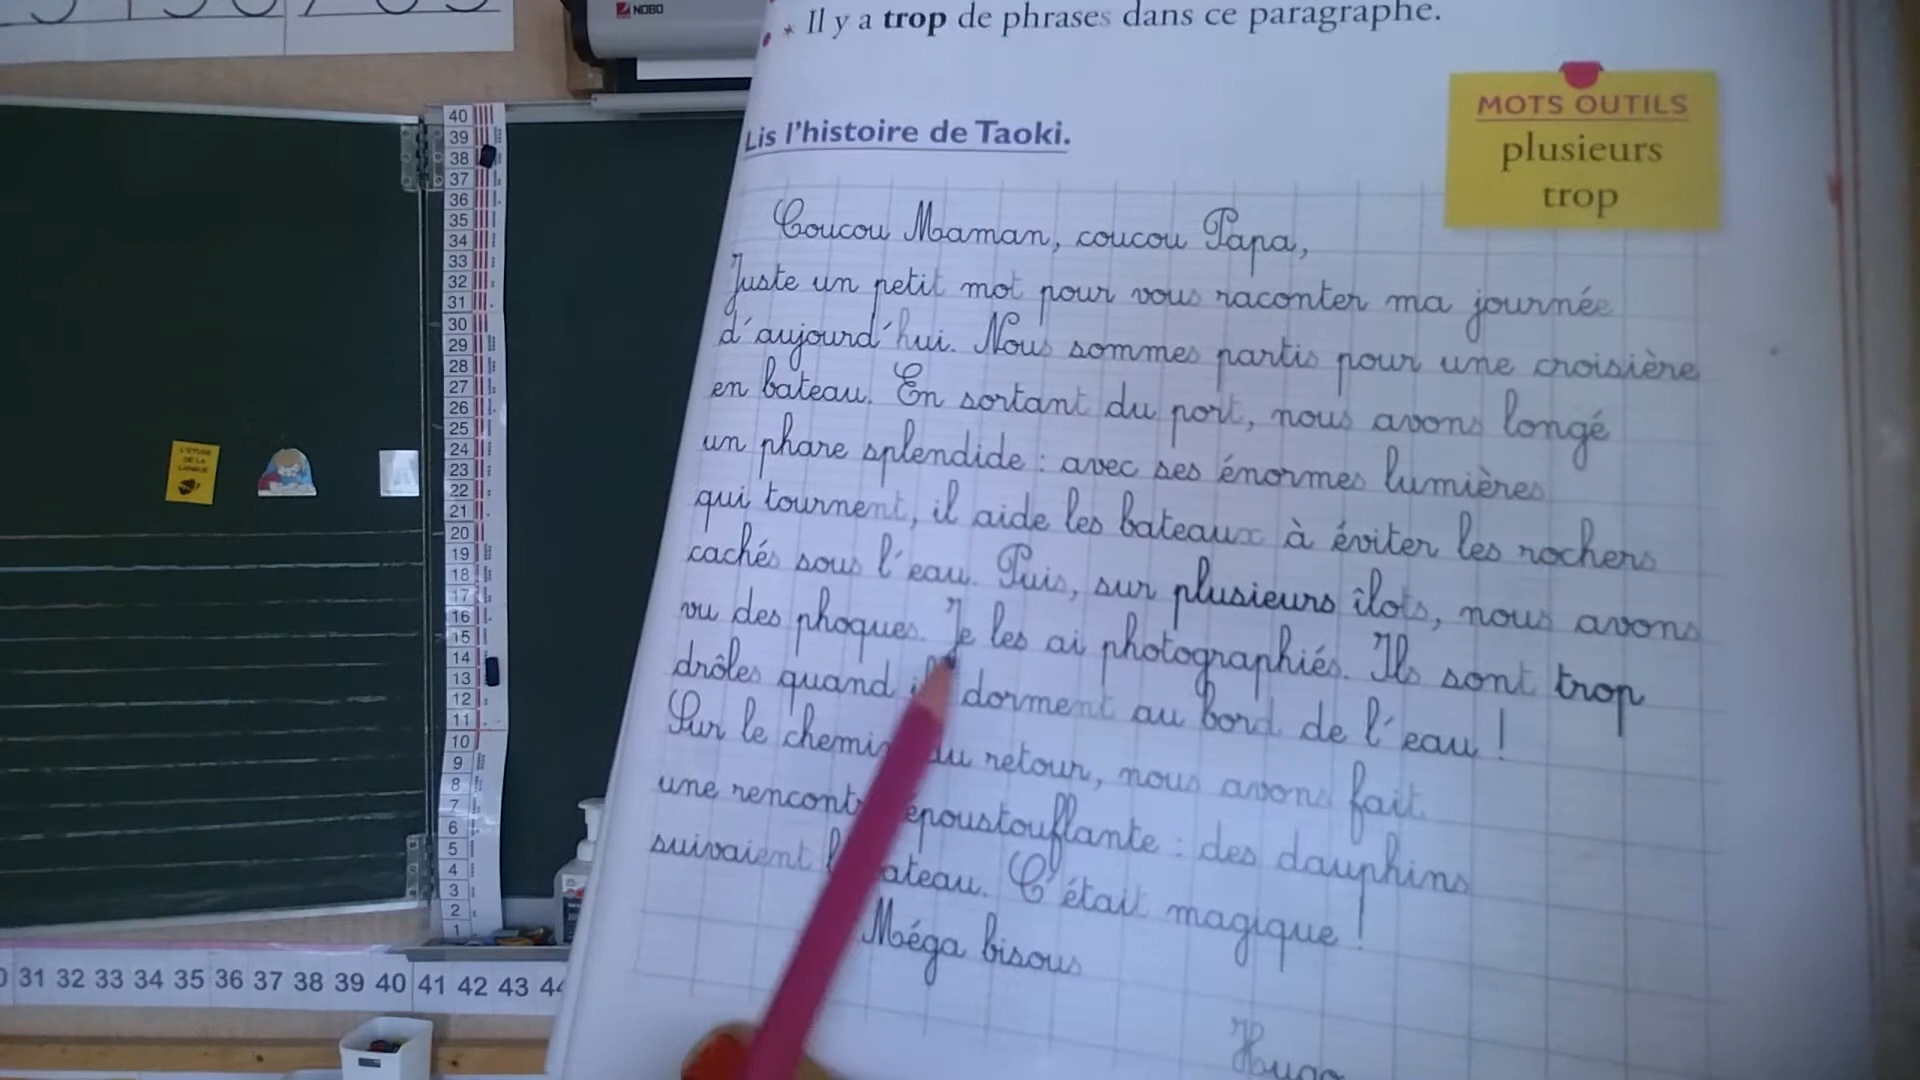 NOBO
* Il y a trop de phrases dans ce paragraphe.
MOTS OUTILS
plusieurs
trop
Lis l'histoire de Taoki.
Coucou Maman, coucou Papa,
Juste un petit mot pour vous raconter ma journée
d'aujourd'hui. Nous sommes partis pour une croisière
en bateau. En sortant du port, nous avons longé
un phare splendide : avec ses énormes lumières
qui tournent, il aide les bateaux à éviter les rochers
cachés sous l'eau. Puis, sur plusieurs îlots, nous avons
vu des phoques. Je les ai photographiés. Ils sont trop
drôles quand dorment au bord de l'eau !
Sur le chemin du retour, nous avons fait
une rencontre époustouflante : des dauphins
suivaient bateau. C'était magique !
Méga bisous
Hugo
L'ÉTUDE
DE LA
LANGUE
40
39
38
37
36
35
34
33
32
31
30
29
28
27
26
25
24
23
22
21
20
19
18
17
16
15
14
13
12
11
10
9
8
7
6
5
4
3
2
1
31 32 33 34 35 36 37 38 39 40 41 42 43